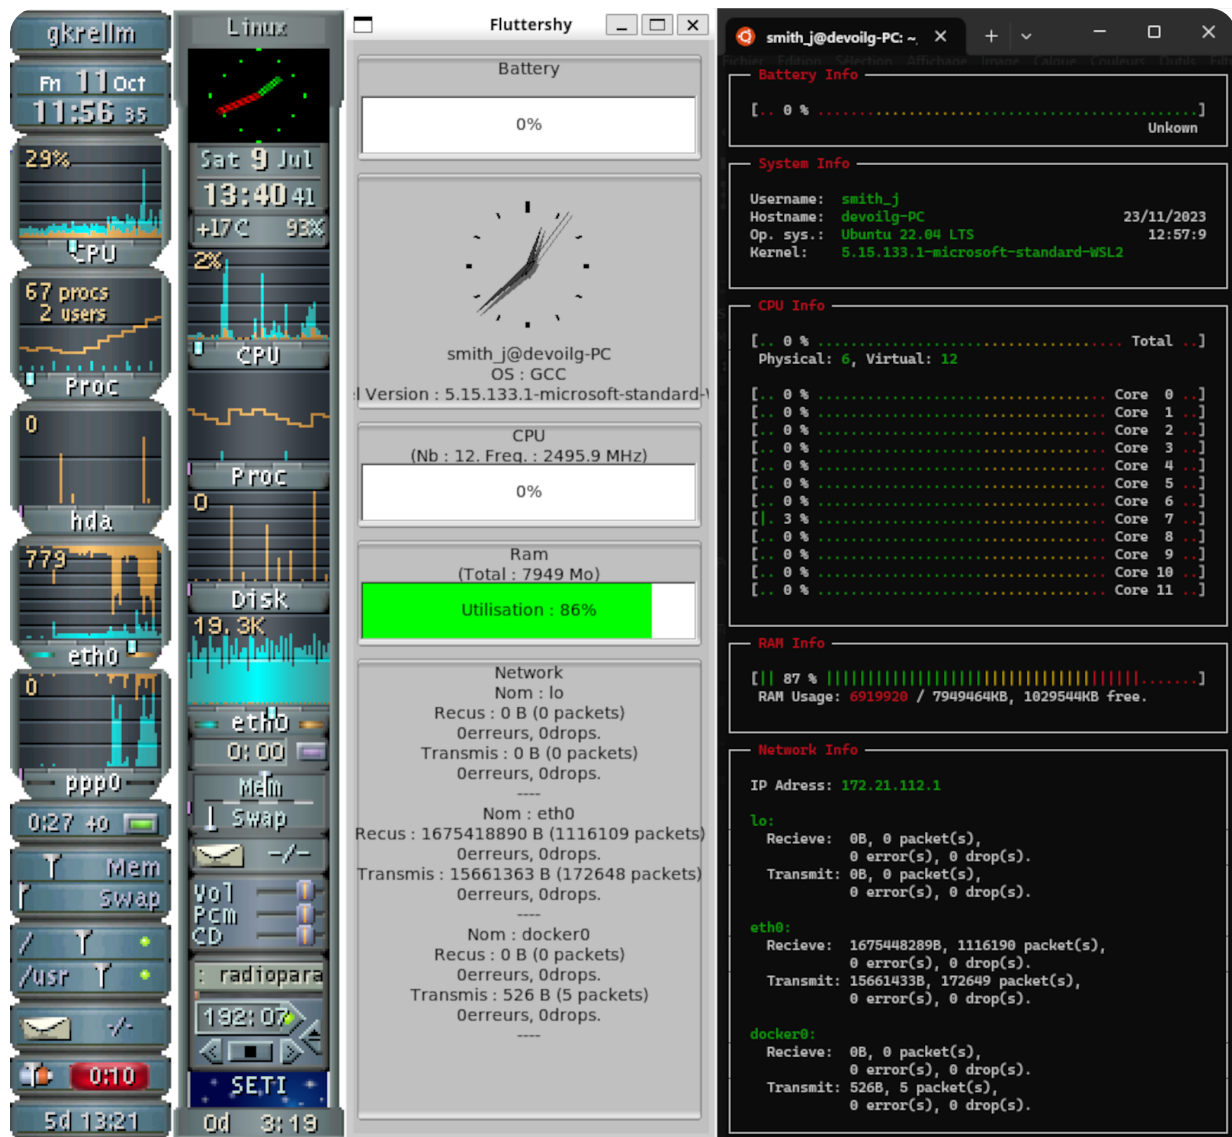 gkrellm
Fri 11 Oct
11:56 35
29%
CPU
67 procs
2 users
Proc
0
hda
779
eth0
0
ppp0
0:27 40
Mem
Swap
/
/usr
-/-
0:10
5d 13:21
Linux
Sat 9 Jul
13:40 41
+17C 93%
2%
CPU
Proc
0
Disk
19.3K
eth0
0:00
Mem
Swap
-/-
Vol
Pcm
CD
: radiopara
192:07
SETI
0d 3:19
Fluttershy
Battery
0%
smith_j@devoilg-PC
OS : GCC
l Version : 5.15.133.1-microsoft-standard-\
CPU
(Nb : 12. Freq. : 2495.9 MHz)
0%
Ram
(Total : 7949 Mo)
Utilisation : 86%
Network
Nom : lo
Recus : 0 B (0 packets)
0erreurs, 0drops.
Transmis : 0 B (0 packets)
0erreurs, 0drops.
----
Nom : eth0
Recus : 1675418890 B (1116109 packets)
0erreurs, 0drops.
Transmis : 15661363 B (172648 packets)
0erreurs, 0drops.
----
Nom : docker0
Recus : 0 B (0 packets)
0erreurs, 0drops.
Transmis : 526 B (5 packets)
0erreurs, 0drops.
----
smith_j@devoilg-PC: ~
Fichier Edition Sélection Affichage Image Calque Couleurs Outils
Battery Info
[.. 0 % ..]
Unkown
System Info
Username: smith_j
Hostname: devoilg-PC 23/11/2023
Op. sys.: Ubuntu 22.04 LTS 12:57:9
Kernel: 5.15.133.1-microsoft-standard-WSL2
CPU Info
[.. 0 % .. Total ..]
Physical: 6, Virtual: 12
[.. 0 % .. Core 0 ..]
[.. 0 % .. Core 1 ..]
[.. 0 % .. Core 2 ..]
[.. 0 % .. Core 3 ..]
[.. 0 % .. Core 4 ..]
[.. 0 % .. Core 5 ..]
[.. 0 % .. Core 6 ..]
[|. 3 % .. Core 7 ..]
[.. 0 % .. Core 8 ..]
[.. 0 % .. Core 9 ..]
[.. 0 % .. Core 10 ..]
[.. 0 % .. Core 11 ..]
RAM Info
[|| 87 % ||||||||||.......]
RAM Usage: 6919920 / 7949464KB, 1029544KB free.
Network Info
IP Adress: 172.21.112.1
lo:
Recieve: 0B, 0 packet(s),
0 error(s), 0 drop(s).
Transmit: 0B, 0 packet(s),
0 error(s), 0 drop(s).
eth0:
Recieve: 1675448289B, 1116190 packet(s),
0 error(s), 0 drop(s).
Transmit: 15661433B, 172649 packet(s),
0 error(s), 0 drop(s).
docker0:
Recieve: 0B, 0 packet(s),
0 error(s), 0 drop(s).
Transmit: 526B, 5 packet(s),
0 error(s), 0 drop(s).